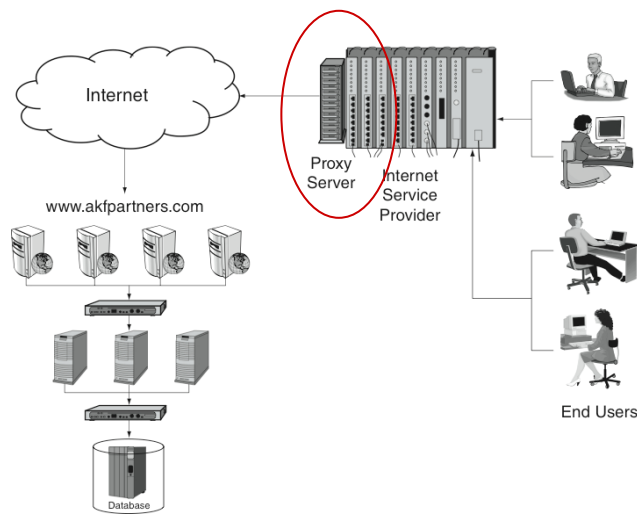 Internet
Proxy
Server
Internet
Service
Provider
www.akfpartners.com
End Users
Database